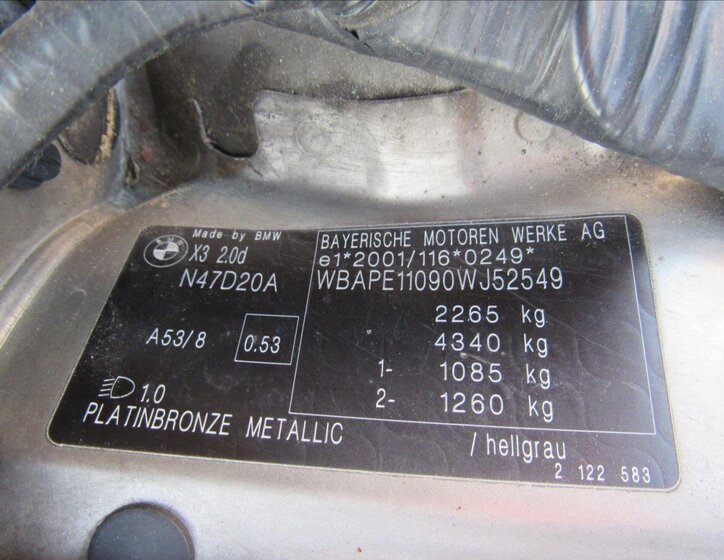 Made by BMW
X3 2.0d
N47D20A
A53/8 0.53
1.0
PLATINBRONZE METALLIC
BAYERISCHE MOTOREN WERKE AG
e1*2001/116*0249*
WBAPE11090WJ52549
2265 kg
4340 kg
1- 1085 kg
2- 1260 kg
/hellgrau
2 122 583